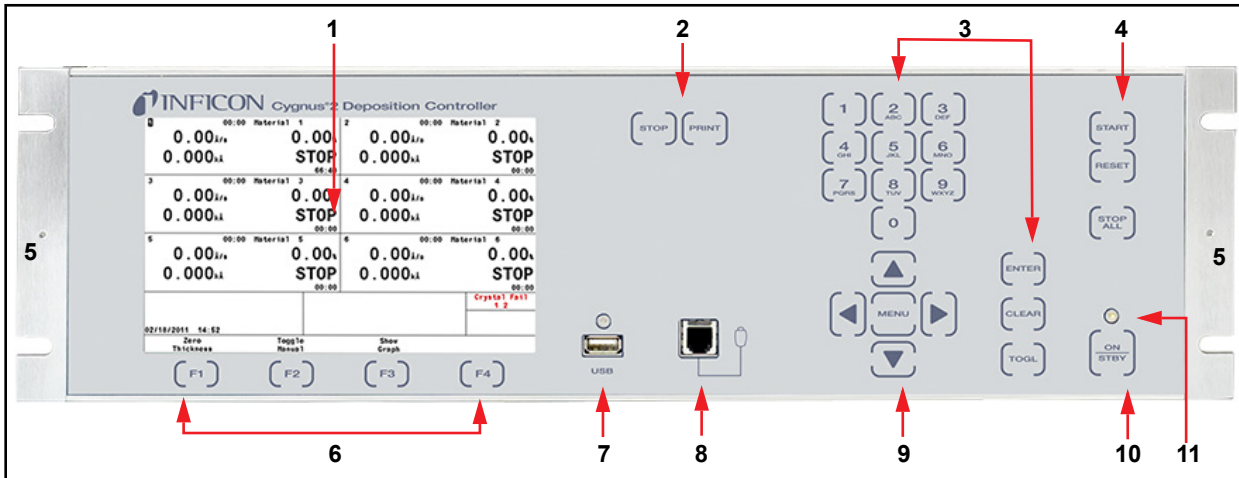 1 2 3 4
INFICON Cygnus®2 Deposition Controller
1 00:00 Material 1
0.00Å/s 0.00%
0.000kÅ STOP
66:40
2 00:00 Material 2
0.00Å/s 0.00%
0.000kÅ STOP
00:00
3 00:00 Material 3
0.00Å/s 0.00%
0.000kÅ STOP
00:00
4 00:00 Material 4
0.00Å/s 0.00%
0.000kÅ STOP
00:00
5 00:00 Material 5
0.00Å/s 0.00%
0.000kÅ STOP
00:00
6 00:00 Material 6
0.00Å/s 0.00%
0.000kÅ STOP
00:00
Crystal Fail
1 2
02/18/2011 14:52
Zero
Thickness
Toggle
Manual
Show
Graph
F1 F2 F3 F4
STOP PRINT
USB
1 2 3
ABC DEF
4 5 6
GHI JKL MNO
7 8 9
PQRS TUV WXYZ
0
MENU
ENTER
CLEAR
TOGL
START
RESET
STOP
ALL
ON
STBY
5 5
6 7 8 9 10 11